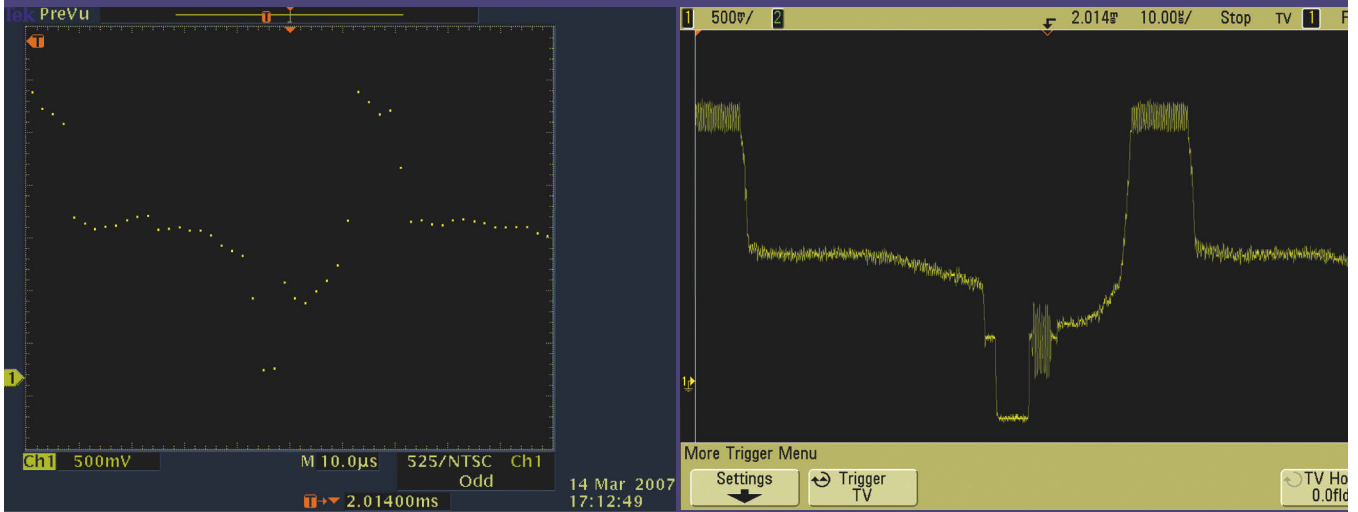 Tek PreVu
T
T
1
Ch1 500mV
M 10.0µs
525/NTSC Ch1
Odd
T→▼ 2.01400ms
14 Mar 2007
17:12:49
1 500mV/ 2 2.014ms 10.00us/ Stop TV 1
1
More Trigger Menu
Settings
Trigger
TV
TV Ho
0.0fld